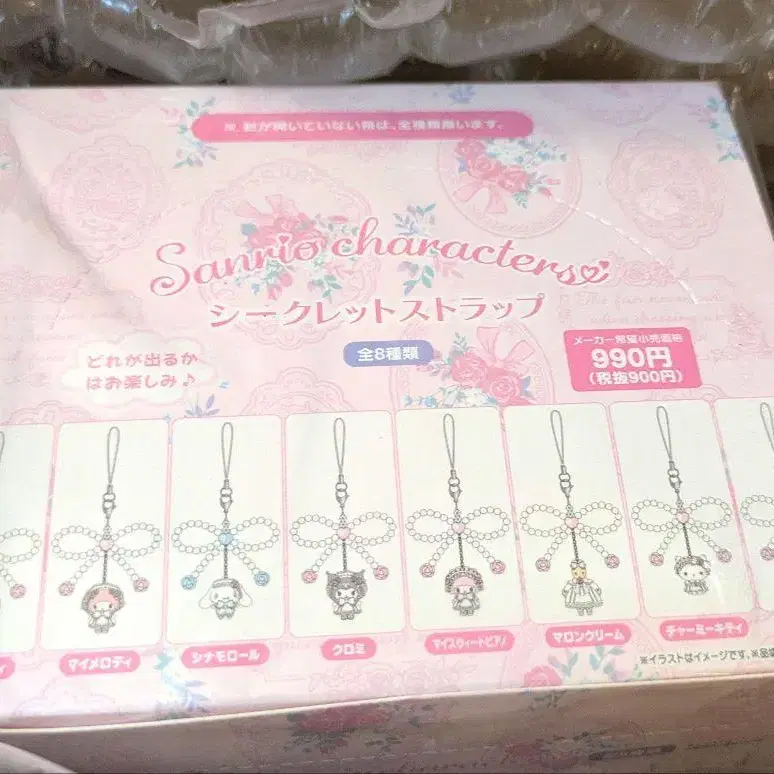 ※、封が開いていない際は、全種類揃います。
Sanrio characters
シークレットストラップ
全8種類
どれが出るか
はお楽しみ♪
メーカー希望小売価格
990円
(税抜900円)
ィ
マイメロディ
シナモロール
クロミ
マイスウィートピアノ
マロンクリーム
チャーミーキティ
※イラストはイメージです。※品